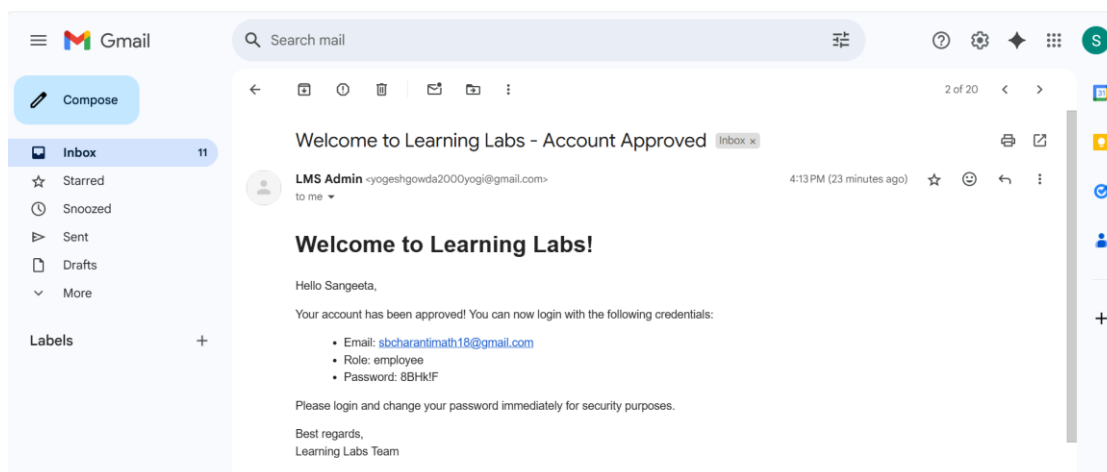 Gmail
Search mail
S
Compose
2 of 20
Inbox 11
Starred
Snoozed
Sent
Drafts
More
Labels
31
Welcome to Learning Labs - Account Approved Inbox x
LMS Admin <yogeshgowda2000yogi@gmail.com> 4:13 PM (23 minutes ago)
to me
Welcome to Learning Labs!
Hello Sangeeta,
Your account has been approved! You can now login with the following credentials:
• Email: sbcharantimath18@gmail.com
• Role: employee
• Password: 8BHk!F
Please login and change your password immediately for security purposes.
Best regards,
Learning Labs Team